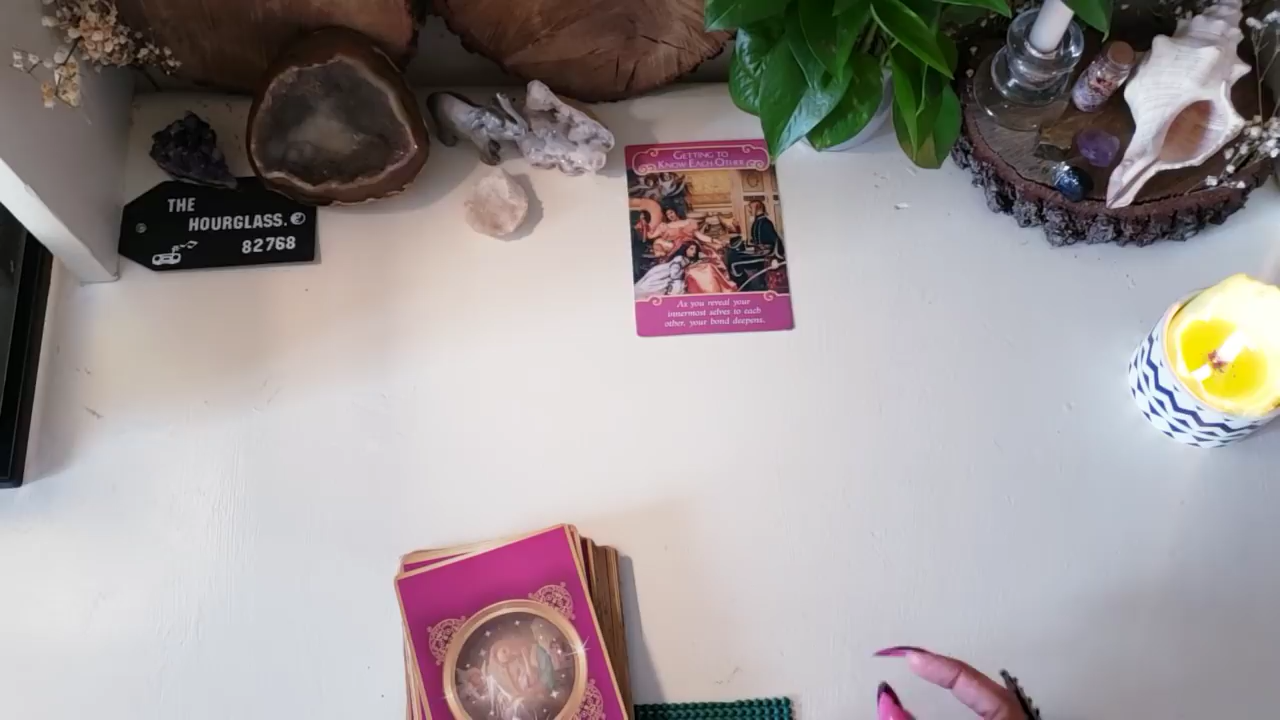 THE
HOURGLASS.
82768
GETTING TO
KNOW EACH OTHER
As you reveal your
innermost selves to each
other, your bond deepens.